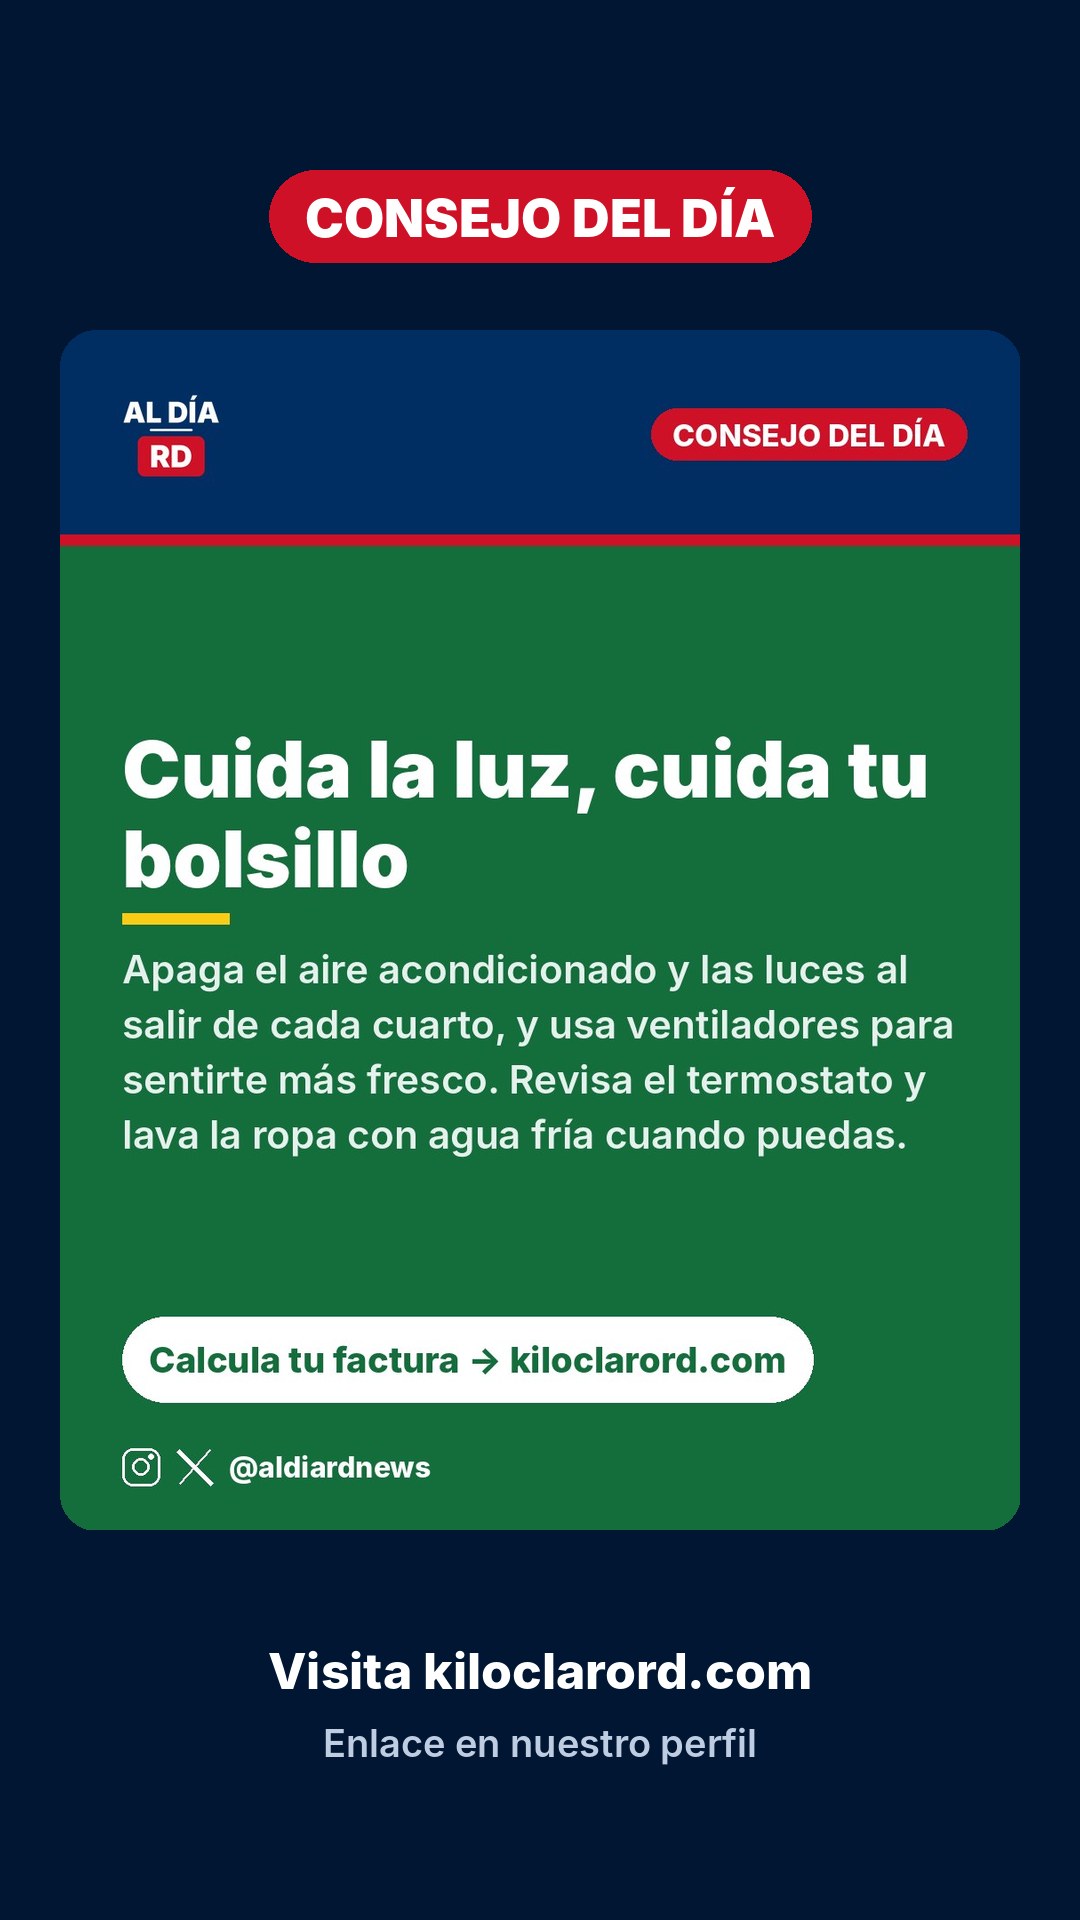 CONSEJO DEL DÍA
AL DÍA
RD
CONSEJO DEL DÍA
Cuida la luz, cuida tu
bolsillo
Apaga el aire acondicionado y las luces al
salir de cada cuarto, y usa ventiladores para
sentirte más fresco. Revisa el termostato y
lava la ropa con agua fría cuando puedas.
Calcula tu factura → kiloclarord.com
@aldiardnews
Visita kiloclarord.com
Enlace en nuestro perfil